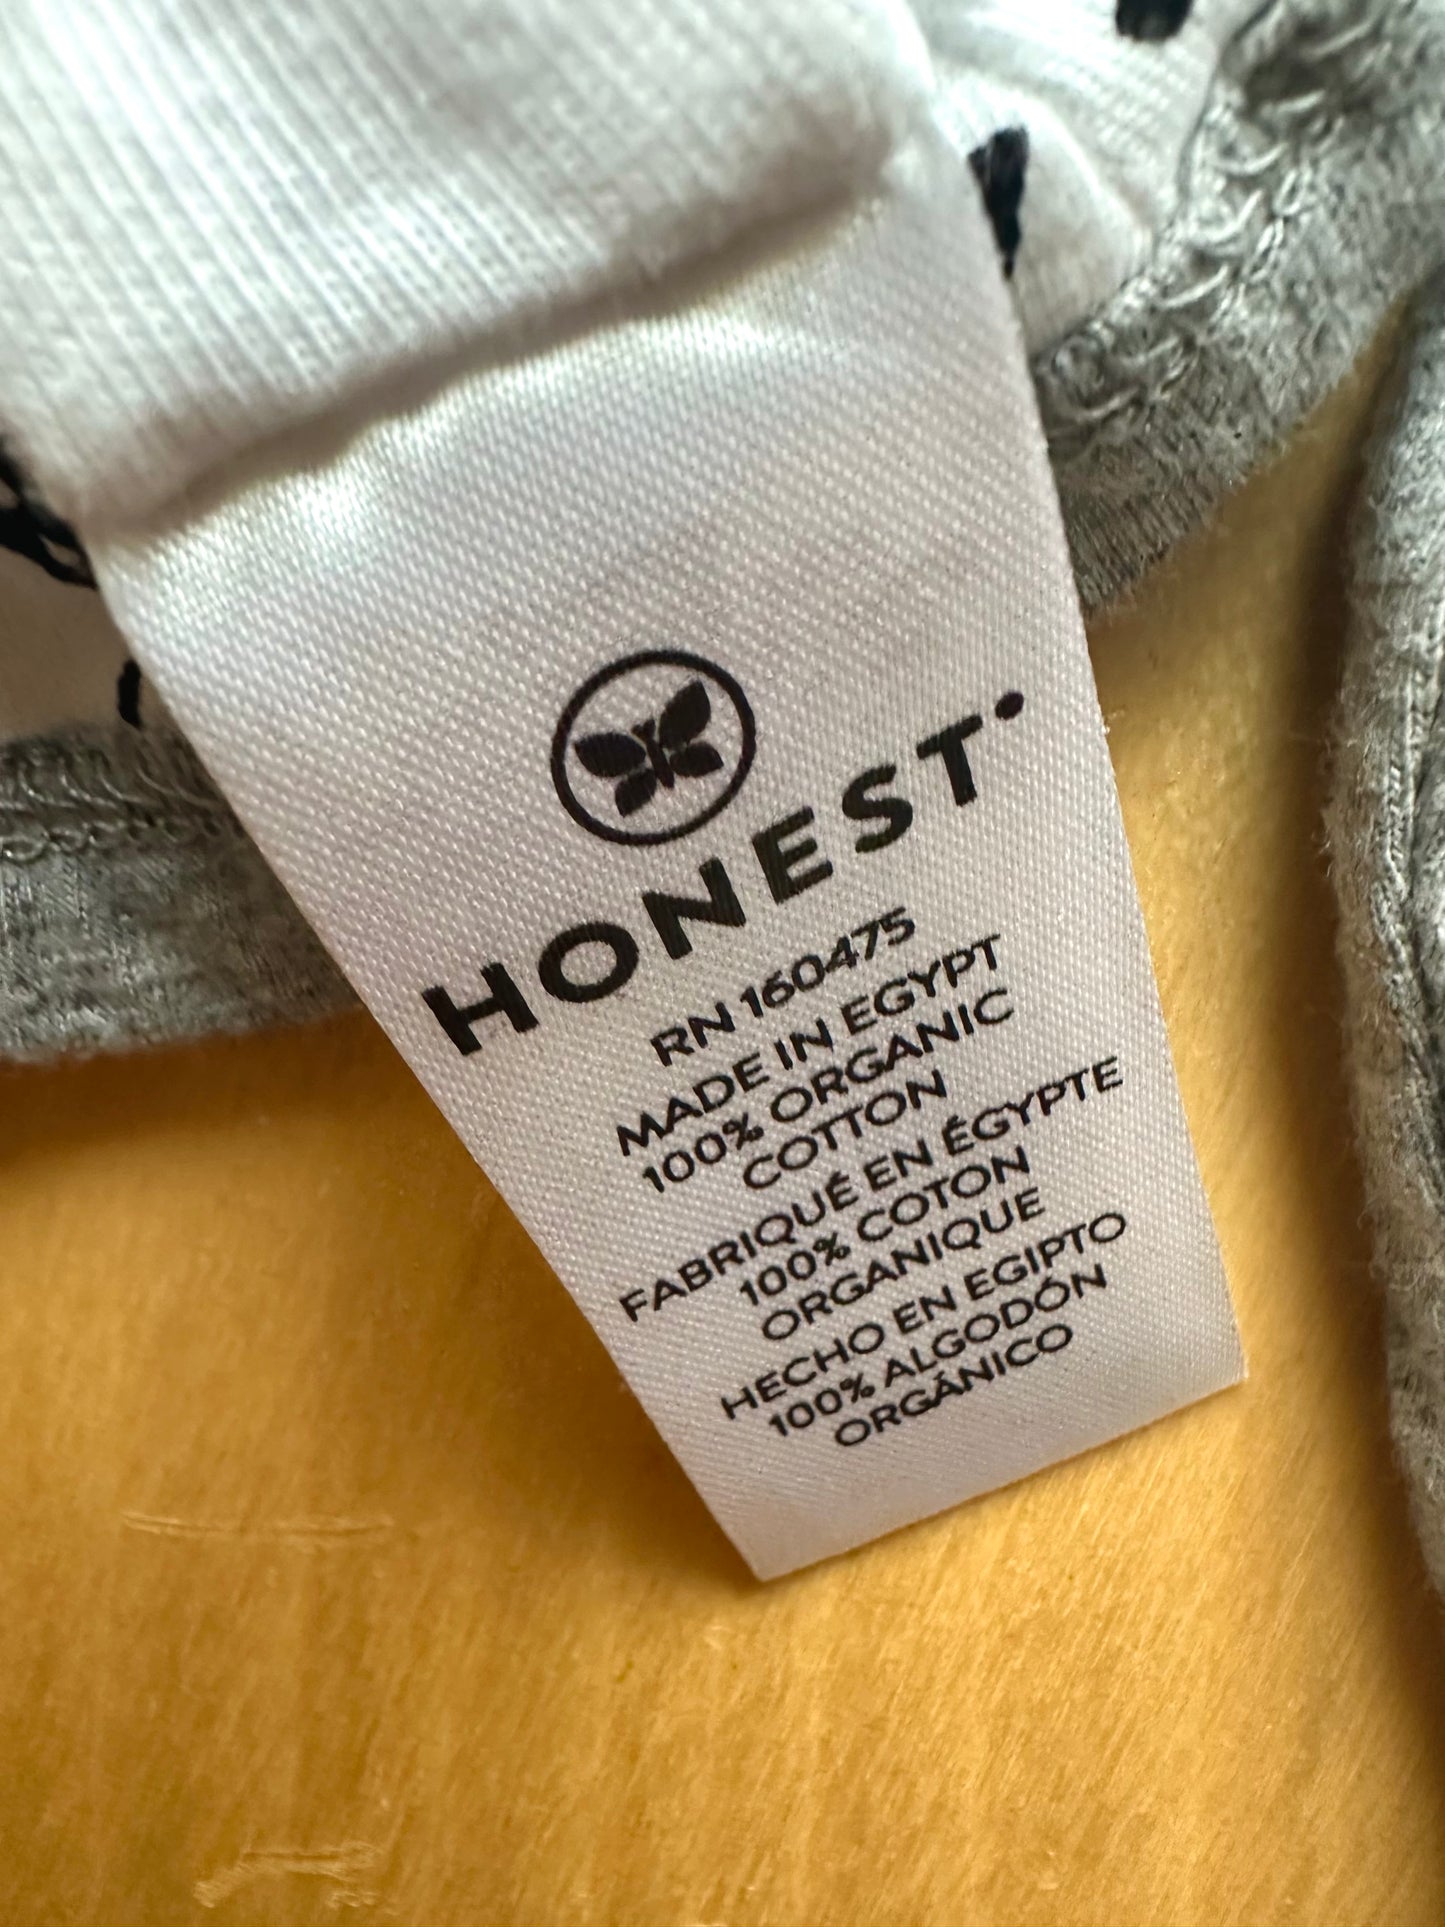 HONEST
RN 160475
MADE IN EGYPT
100% ORGANIC
COTTON
FABRIQUÉ EN ÉGYPTE
100% COTON
ORGANIQUE
HECHO EN EGIPTO
100% ALGODÓN
ORGÁNICO